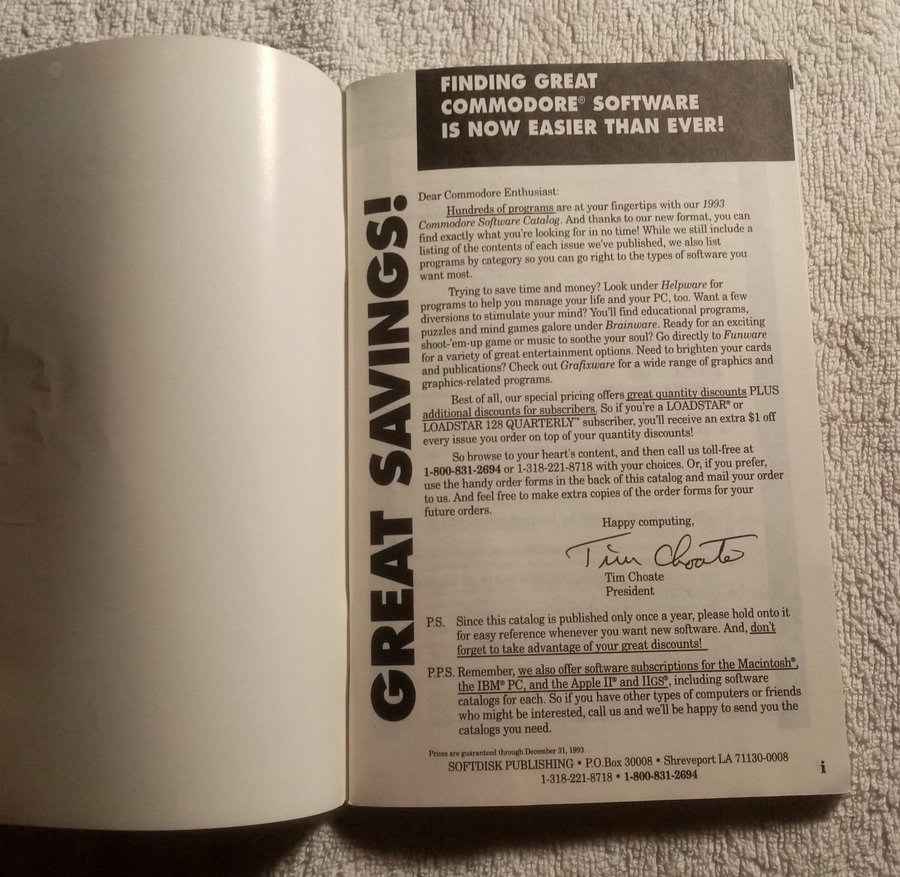 FINDING GREAT
COMMODORE® SOFTWARE
IS NOW EASIER THAN EVER!
GREAT SAVINGS!
Dear Commodore Enthusiast:
Hundreds of programs are at your fingertips with our 1993
Commodore Software Catalog. And thanks to our new format, you can
find exactly what you're looking for in no time! While we still include a
listing of the contents of each issue we've published, we also list
programs by category so you can go right to the types of software you
want most.
Trying to save time and money? Look under Helpware for
programs to help you manage your life and your PC, too. Want a few
diversions to stimulate your mind? You'll find educational programs,
puzzles and mind games galore under Brainware. Ready for an exciting
shoot-'em-up game or music to soothe your soul? Go directly to Funware
for a variety of great entertainment options. Need to brighten your cards
and publications? Check out Grafixware for a wide range of graphics and
graphics-related programs.
Best of all, our special pricing offers great quantity discounts PLUS
additional discounts for subscribers. So if you're a LOADSTAR® or
LOADSTAR 128 QUARTERLY™ subscriber, you'll receive an extra $1 off
every issue you order on top of your quantity discounts!
So browse to your heart's content, and then call us toll-free at
1-800-831-2694 or 1-318-221-8718 with your choices. Or, if you prefer,
use the handy order forms in the back of this catalog and mail your order
to us. And feel free to make extra copies of the order forms for your
future orders.
Happy computing,
Tim Choate
Tim Choate
President
P.S. Since this catalog is published only once a year, please hold onto it
for easy reference whenever you want new software. And, don't
forget to take advantage of your great discounts!
P.P.S. Remember, we also offer software subscriptions for the Macintosh®,
the IBM® PC, and the Apple II® and IIGS®, including software
catalogs for each. So if you have other types of computers or friends
who might be interested, call us and we'll be happy to send you the
catalogs you need.
Prices are guaranteed through December 31, 1993.
SOFTDISK PUBLISHING • P.O.Box 30008 • Shreveport LA 71130-0008
1-318-221-8718 • 1-800-831-2694
i